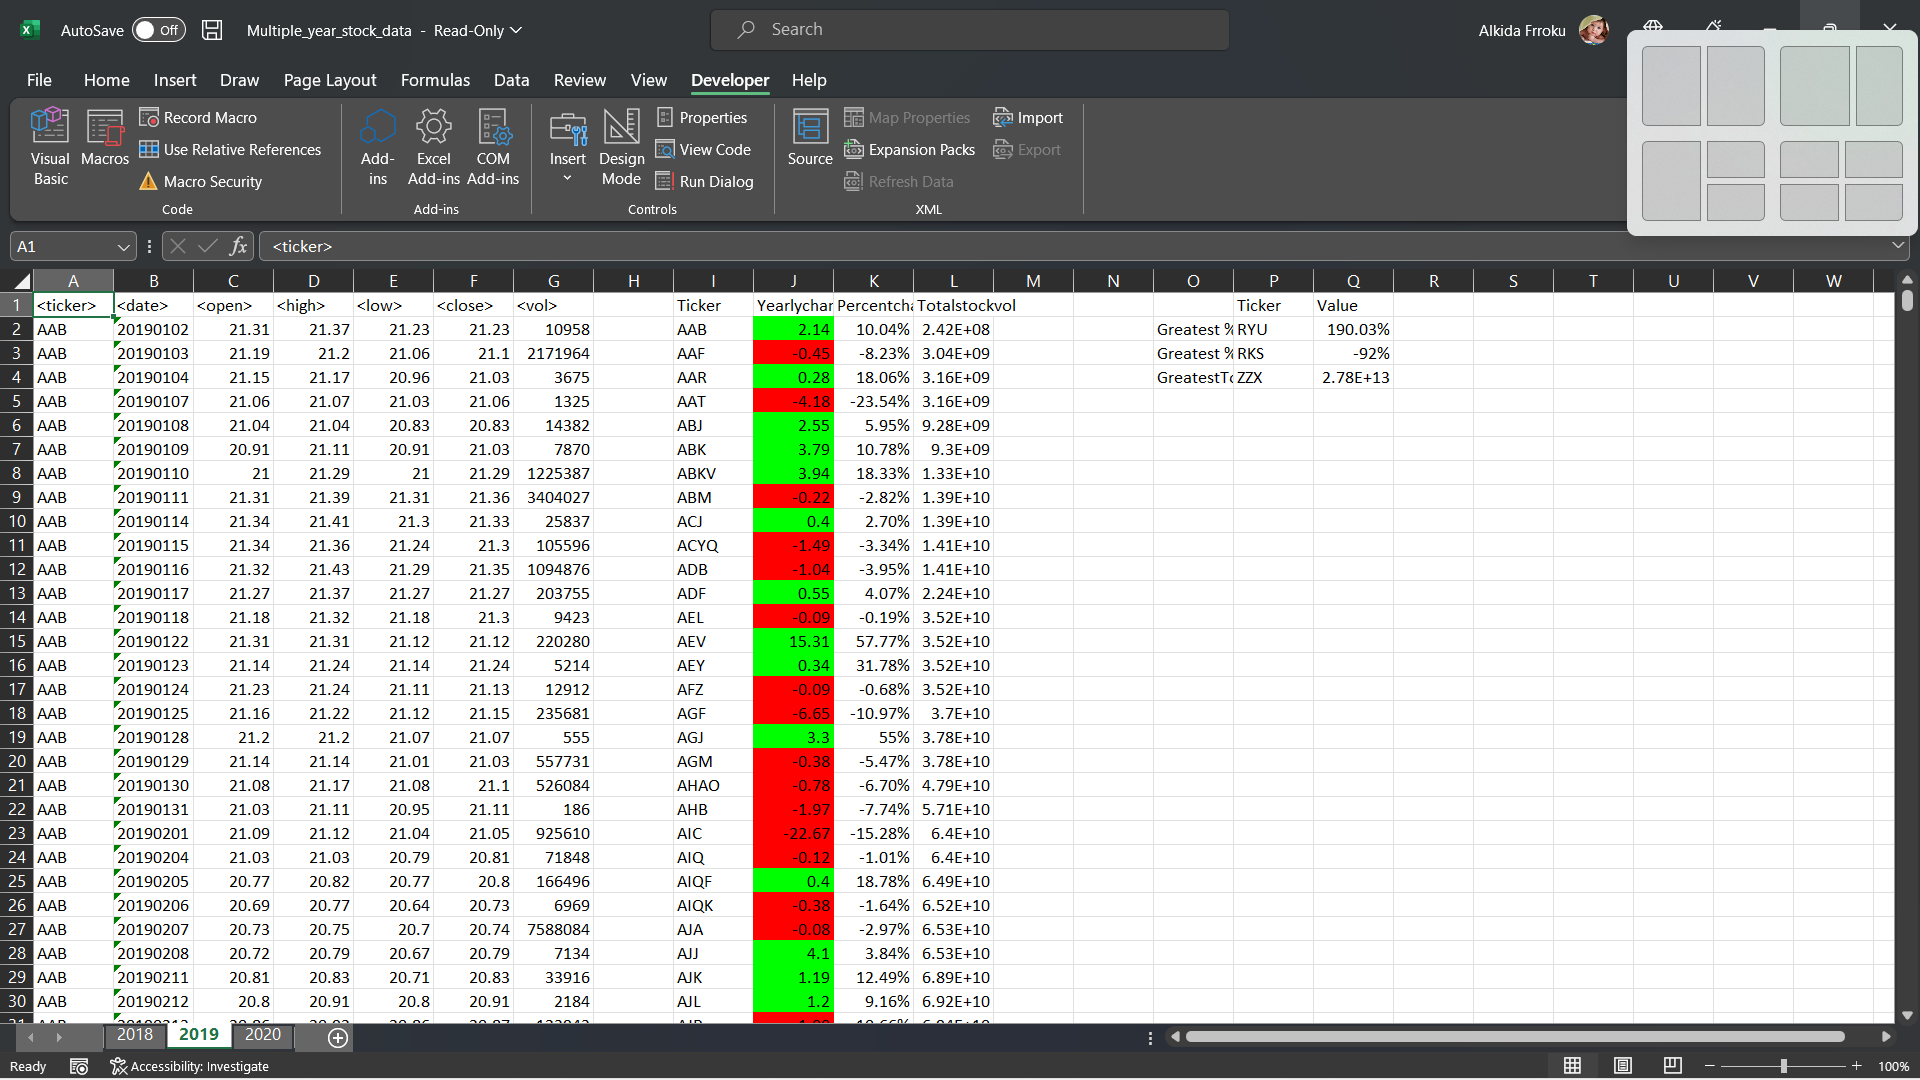 AutoSave Off Multiple_year_stock_data - Read-Only Search Alkida Frroku
File Home Insert Draw Page Layout Formulas Data Review View Developer Help
Visual Basic Macros Record Macro Use Relative References Macro Security Code
Add-ins Excel Add-ins COM Add-ins Add-ins
Insert Design Mode Properties View Code Run Dialog Controls
Source Map Properties Expansion Packs Refresh Data Import Export XML
A1 fx <ticker>
A B C D E F G H I J K L M N O P Q R S T U V W
1 <ticker> <date> <open> <high> <low> <close> <vol> Ticker Yearlychar Percentcha Totalstockvol Ticker Value
2 AAB 20190102 21.31 21.37 21.23 21.23 10958 AAB 2.14 10.04% 2.42E+08 Greatest % RYU 190.03%
3 AAB 20190103 21.19 21.2 21.06 21.1 2171964 AAF -0.45 -8.23% 3.04E+09 Greatest % RKS -92%
4 AAB 20190104 21.15 21.17 20.96 21.03 3675 AAR 0.28 18.06% 3.16E+09 GreatestTo ZZX 2.78E+13
5 AAB 20190107 21.06 21.07 21.03 21.06 1325 AAT -4.18 -23.54% 3.16E+09
6 AAB 20190108 21.04 21.04 20.83 20.83 14382 ABJ 2.55 5.95% 9.28E+09
7 AAB 20190109 20.91 21.11 20.91 21.03 7870 ABK 3.79 10.78% 9.3E+09
8 AAB 20190110 21 21.29 21 21.29 1225387 ABKV 3.94 18.33% 1.33E+10
9 AAB 20190111 21.31 21.39 21.31 21.36 3404027 ABM -0.22 -2.82% 1.39E+10
10 AAB 20190114 21.34 21.41 21.3 21.33 25837 ACJ 0.4 2.70% 1.39E+10
11 AAB 20190115 21.34 21.36 21.24 21.3 105596 ACYQ -1.49 -3.34% 1.41E+10
12 AAB 20190116 21.32 21.43 21.29 21.35 1094876 ADB -1.04 -3.95% 1.41E+10
13 AAB 20190117 21.27 21.37 21.27 21.27 203755 ADF 0.55 4.07% 2.24E+10
14 AAB 20190118 21.18 21.32 21.18 21.3 9423 AEL -0.09 -0.19% 3.52E+10
15 AAB 20190122 21.31 21.31 21.12 21.12 220280 AEV 15.31 57.77% 3.52E+10
16 AAB 20190123 21.14 21.24 21.14 21.24 5214 AEY 0.34 31.78% 3.52E+10
17 AAB 20190124 21.23 21.24 21.11 21.13 12912 AFZ -0.09 -0.68% 3.52E+10
18 AAB 20190125 21.16 21.22 21.12 21.15 235681 AGF -6.65 -10.97% 3.7E+10
19 AAB 20190128 21.2 21.2 21.07 21.07 555 AGJ 3.3 55% 3.78E+10
20 AAB 20190129 21.14 21.14 21.01 21.03 557731 AGM -0.38 -5.47% 3.78E+10
21 AAB 20190130 21.08 21.17 21.08 21.1 526084 AHAO -0.78 -6.70% 4.79E+10
22 AAB 20190131 21.03 21.11 20.95 21.11 186 AHB -1.97 -7.74% 5.71E+10
23 AAB 20190201 21.09 21.12 21.04 21.05 925610 AIC -22.67 -15.28% 6.4E+10
24 AAB 20190204 21.03 21.03 20.79 20.81 71848 AIQ -0.12 -1.01% 6.4E+10
25 AAB 20190205 20.77 20.82 20.77 20.8 166496 AIQF 0.4 18.78% 6.49E+10
26 AAB 20190206 20.69 20.77 20.64 20.73 6969 AIQK -0.38 -1.64% 6.52E+10
27 AAB 20190207 20.73 20.75 20.7 20.74 7588084 AJA -0.08 -2.97% 6.53E+10
28 AAB 20190208 20.72 20.79 20.67 20.79 7134 AJJ 4.1 3.84% 6.53E+10
29 AAB 20190211 20.81 20.83 20.71 20.83 33916 AJK 1.19 12.49% 6.89E+10
30 AAB 20190212 20.8 20.91 20.8 20.91 2184 AJL 1.2 9.16% 6.92E+10
2018 2019 2020
Ready Accessibility: Investigate 100%